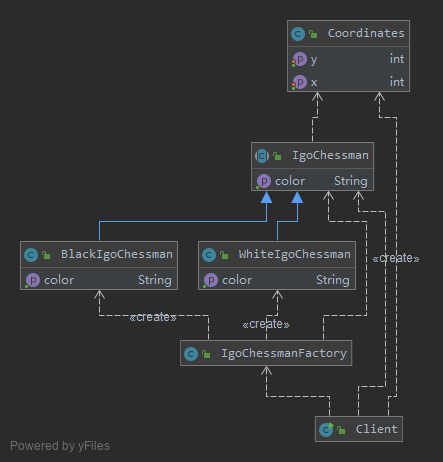 Coordinates
y int
x int
IgoChessman
color String
BlackIgoChessman
color String
WhiteIgoChessman
color String
«create»
«create»
«create»
IgoChessmanFactory
Client
Powered by yFiles